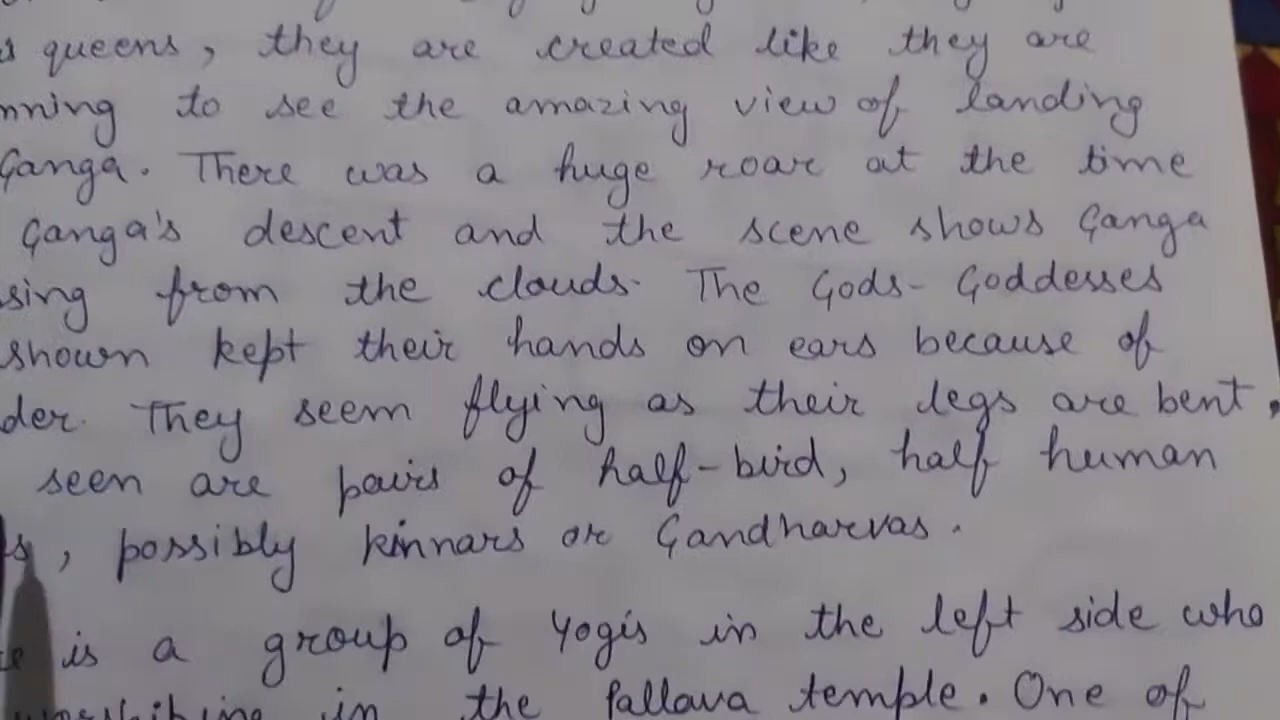 queens, they are created like they are
nning to see the amazing view of landing
Ganga. There was a huge roar at the time
Ganga's descent and the scene shows Ganga
sing from the clouds. The Gods-Goddesses
shown kept their hands on ears because of
der. They seem flying as their legs are bent,
seen are pairs of half-bird, half human
s, possibly kinnars or Gandharvas.
is a group of Yogis in the left side who
in the Pallava temple. One of